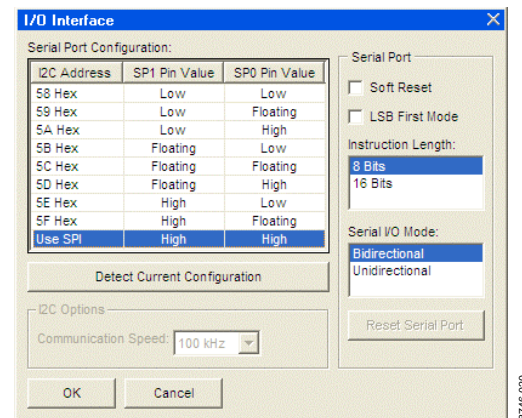 I/O Interface
Serial Port Configuration:
I2C Address SP1 Pin Value SP0 Pin Value
58 Hex Low Low
59 Hex Low Floating
5A Hex Low High
5B Hex Floating Low
5C Hex Floating Floating
5D Hex Floating High
5E Hex High Low
5F Hex High Floating
Use SPI High High
Detect Current Configuration
I2C Options
Communication Speed: 100 kHz
OK Cancel
Serial Port
Soft Reset
LSB First Mode
Instruction Length:
8 Bits
16 Bits
Serial I/O Mode:
Bidirectional
Unidirectional
Reset Serial Port